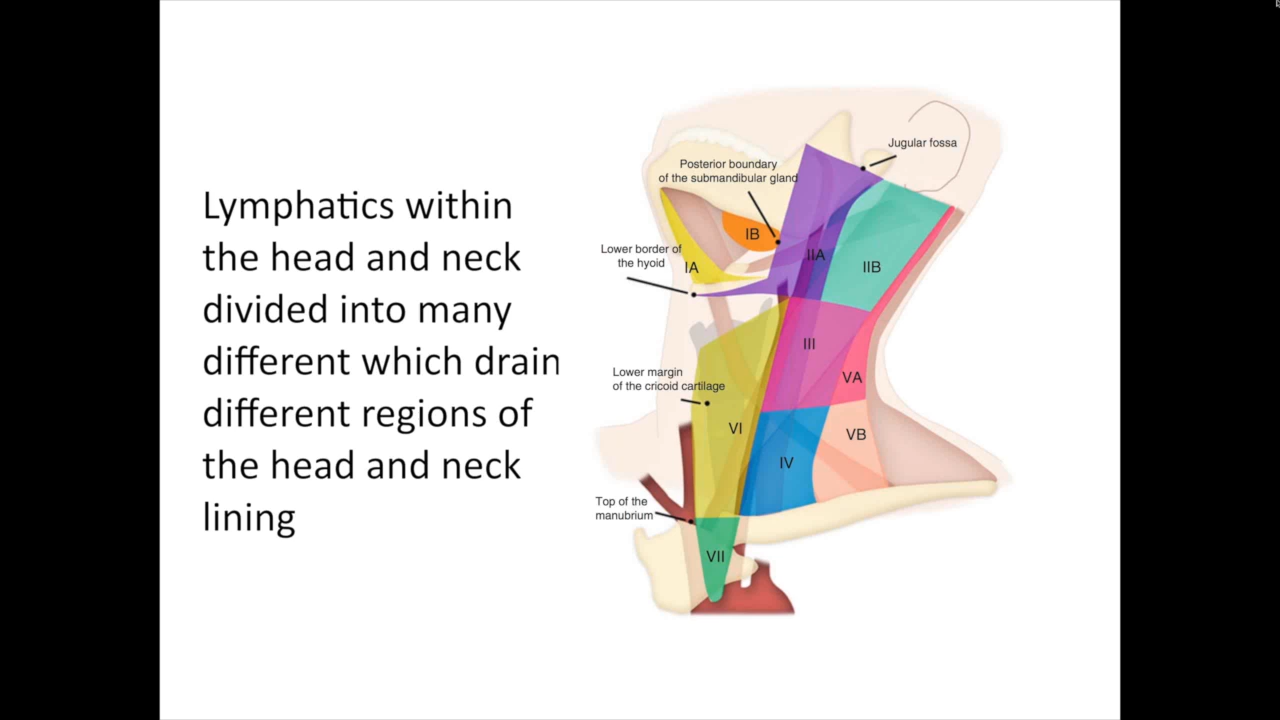 Lymphatics within
the head and neck
divided into many
different which drain
different regions of
the head and neck
lining
Jugular fossa
Posterior boundary
of the submandibular gland
IB
Lower border of
the hyoid
IA
IIA
IIB
III
Lower margin
of the cricoid cartilage
VA
VI
VB
IV
Top of the
manubrium
VII